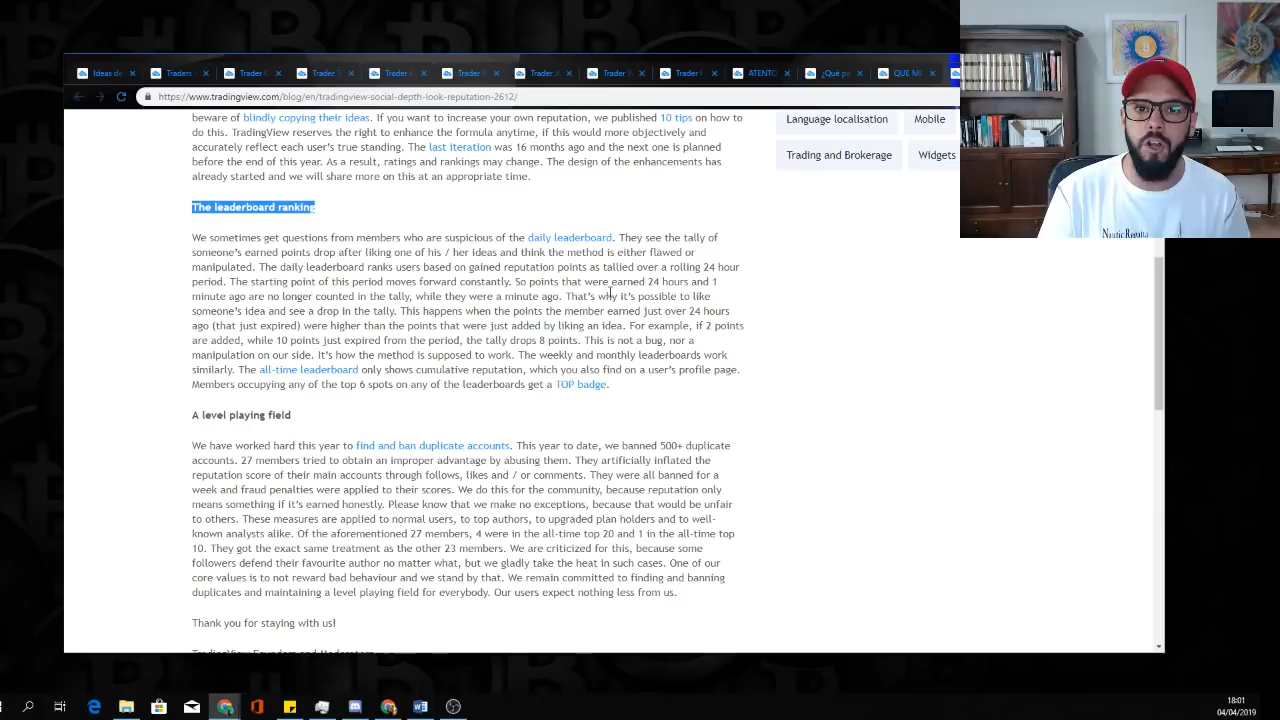 Ideas de
Traders
Trader
Trader
Trader
Trader
Trader
Trader
Trader
ATENTO
¿Qué p
QUE ME
https://www.tradingview.com/blog/en/tradingview-social-depth-look-reputation-2612/
beware of blindly copying their ideas. If you want to increase your own reputation, we published 10 tips on how to
do this. TradingView reserves the right to enhance the formula anytime, if this would more objectively and
accurately reflect each user's true standing. The last iteration was 16 months ago and the next one is planned
before the end of this year. As a result, ratings and rankings may change. The design of the enhancements has
already started and we will share more on this at an appropriate time.
Language localisation
Mobile
Trading and Brokerage
Widgets
The leaderboard ranking
We sometimes get questions from members who are suspicious of the daily leaderboard. They see the tally of
someone's earned points drop after liking one of his / her ideas and think the method is either flawed or
manipulated. The daily leaderboard ranks users based on gained reputation points as tallied over a rolling 24 hour
period. The starting point of this period moves forward constantly. So points that were earned 24 hours and 1
minute ago are no longer counted in the tally, while they were a minute ago. That's why it's possible to like
someone's idea and see a drop in the tally. This happens when the points the member earned just over 24 hours
ago (that just expired) were higher than the points that were just added by liking an idea. For example, if 2 points
are added, while 10 points just expired from the period, the tally drops 8 points. This is not a bug, nor a
manipulation on our side. It's how the method is supposed to work. The weekly and monthly leaderboards work
similarly. The all-time leaderboard only shows cumulative reputation, which you also find on a user's profile page.
Members occupying any of the top 6 spots on any of the leaderboards get a TOP badge.
A level playing field
We have worked hard this year to find and ban duplicate accounts. This year to date, we banned 500+ duplicate
accounts. 27 members tried to obtain an improper advantage by abusing them. They artificially inflated the
reputation score of their main accounts through follows, likes and / or comments. They were all banned for a
week and fraud penalties were applied to their scores. We do this for the community, because reputation only
means something if it's earned honestly. Please know that we make no exceptions, because that would be unfair
to others. These measures are applied to normal users, to top authors, to upgraded plan holders and to well-
known analysts alike. Of the aforementioned 27 members, 4 were in the all-time top 20 and 1 in the all-time top
10. They got the exact same treatment as the other 23 members. We are criticized for this, because some
followers defend their favourite author no matter what, but we gladly take the heat in such cases. One of our
core values is to not reward bad behaviour and we stand by that. We remain committed to finding and banning
duplicates and maintaining a level playing field for everybody. Our users expect nothing less from us.
Thank you for staying with us!
TradingView Founders and Moderators
Nautic Regatta
18:01
04/04/2019